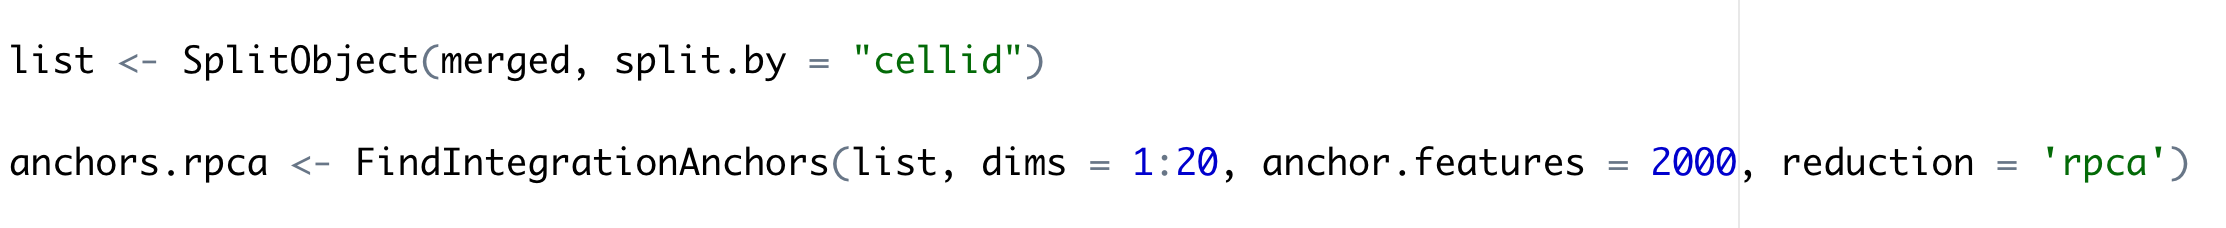 list <- SplitObject(merged, split.by = "cellid")
anchors.rpca <- FindIntegrationAnchors(list, dims = 1:20, anchor.features = 2000, reduction = 'rpca')